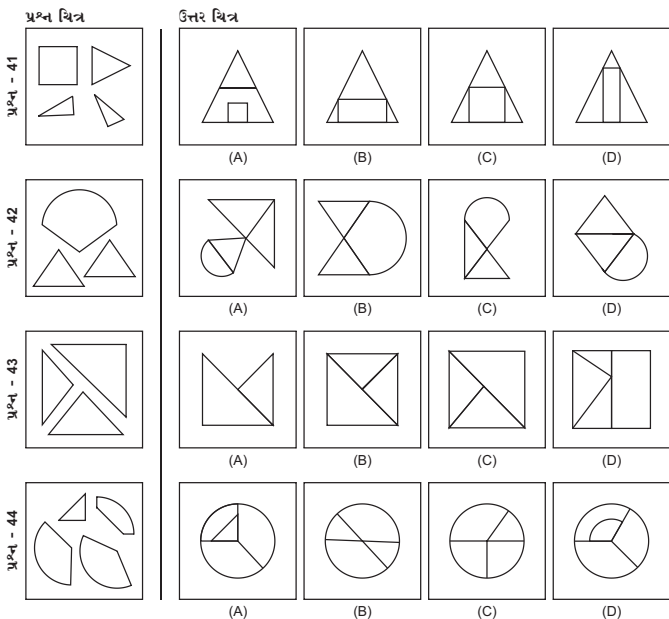 પ્રશ્ન ચિત્ર
ઉત્તર ચિત્ર
પ્રશ્ન - 41
(A) (B) (C) (D)
પ્રશ્ન - 42
(A) (B) (C) (D)
પ્રશ્ન - 43
(A) (B) (C) (D)
પ્રશ્ન - 44
(A) (B) (C) (D)